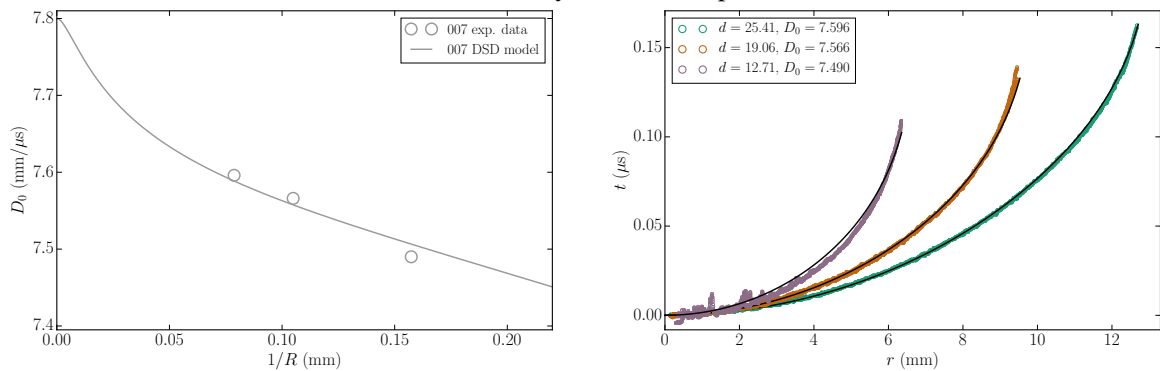 7.8
7.7
7.6
7.5
7.4
D₀ (mm/μs)
0.00 0.05 0.10 0.15 0.20
1/R (mm)
007 exp. data
007 DSD model
0.15
0.10
0.05
0.00
t (μs)
0 2 4 6 8 10 12
r (mm)
d = 25.41, D₀ = 7.596
d = 19.06, D₀ = 7.566
d = 12.71, D₀ = 7.490